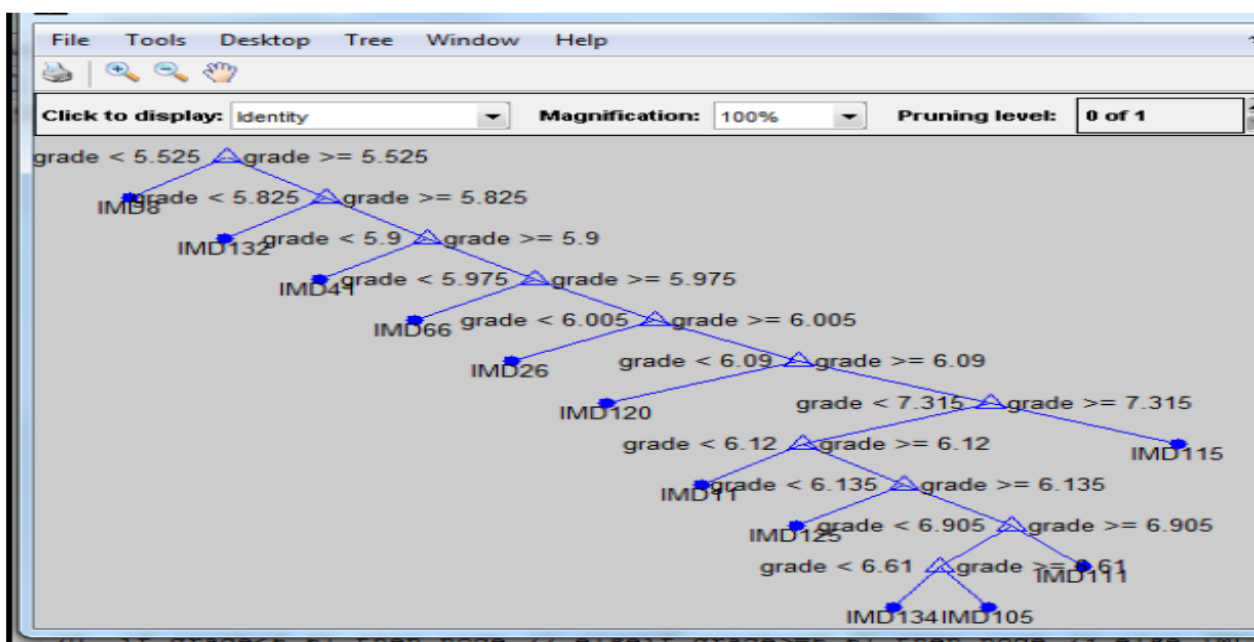 File Tools Desktop Tree Window Help
Click to display: Identity Magnification: 100% Pruning level: 0 of 1
grade < 5.525 grade >= 5.525
IMD8 grade < 5.825 grade >= 5.825
IMD132 grade < 5.9 grade >= 5.9
IMD41 grade < 5.975 grade >= 5.975
IMD66 grade < 6.005 grade >= 6.005
IMD26 grade < 6.09 grade >= 6.09
IMD120 grade < 7.315 grade >= 7.315
grade < 6.12 grade >= 6.12 IMD115
IMD11 grade < 6.135 grade >= 6.135
IMD125 grade < 6.905 grade >= 6.905
grade < 6.61 grade >= 6.61 IMD111
IMD134 IMD105